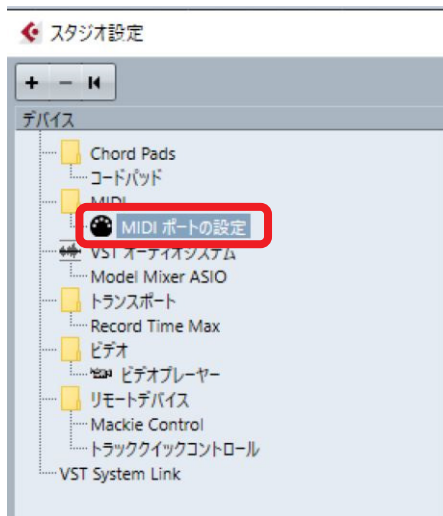 スタジオ設定
デバイス
Chord Pads
コードパッド
MIDI
MIDI ポートの設定
VST オーディオシステム
Model Mixer ASIO
トランスポート
Record Time Max
ビデオ
ビデオプレーヤー
リモートデバイス
Mackie Control
トラッククイックコントロール
VST System Link